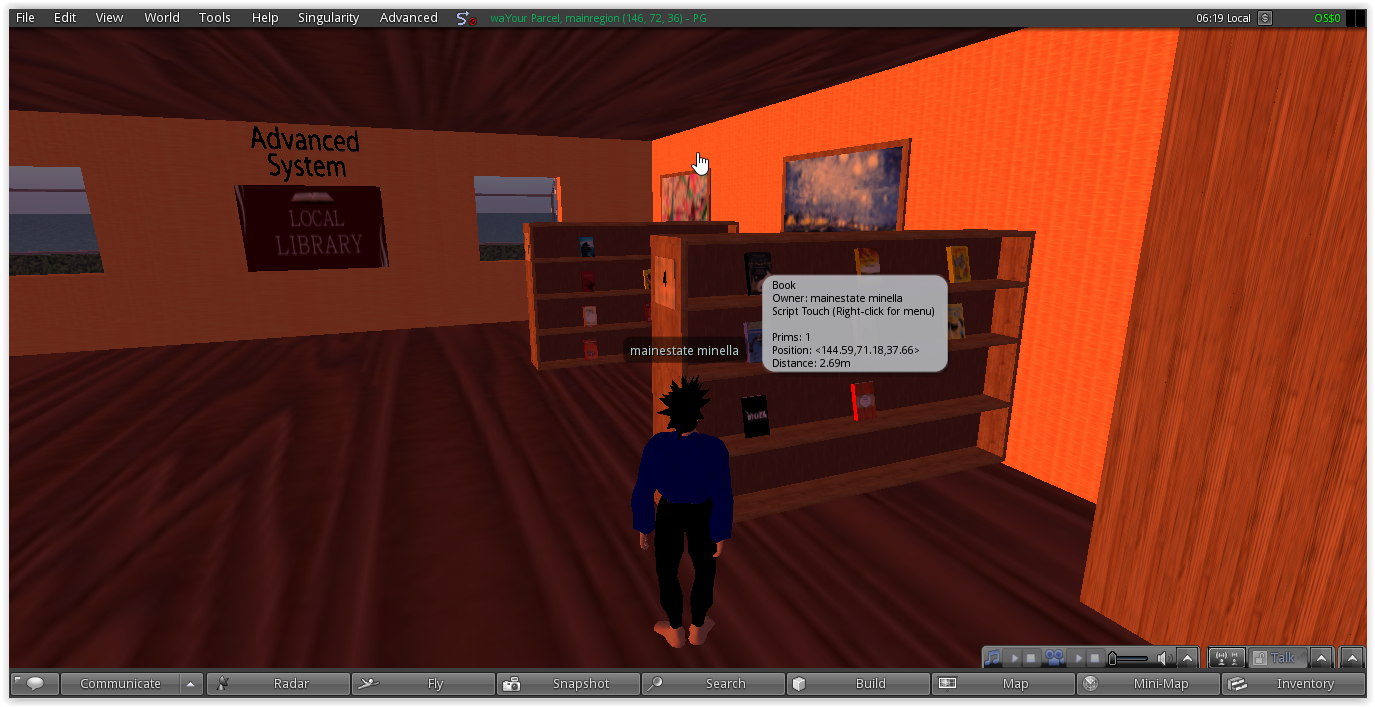 File Edit View World Tools Help Singularity Advanced waYour Parcel, mainregion (146, 72, 36) - PG 06:19 Local $ OS$0
Advanced
System
LOCAL
LIBRARY
4
Book
Owner: mainestate minella
Script Touch (Right-click for menu)
Prims: 1
Position: <144.59,71.18,37.66>
Distance: 2.69m
mainestate minella
Talk
Communicate Radar Fly Snapshot Search Build Map Mini-Map Inventory